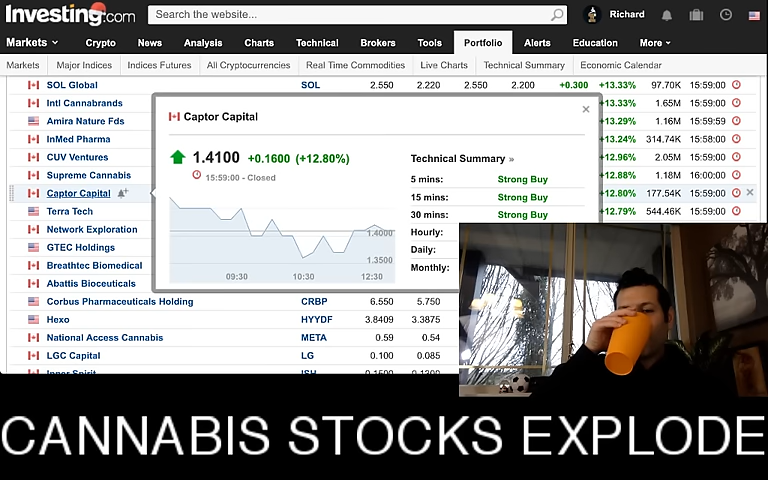 Investing.com
Search the website...
Richard
Markets
Crypto
News
Analysis
Charts
Technical
Brokers
Tools
Portfolio
Alerts
Education
More
Markets
Major Indices
Indices Futures
All Cryptocurrencies
Real Time Commodities
Live Charts
Technical Summary
Economic Calendar
SOL Global SOL 2.550 2.220 2.550 2.200 +0.300 +13.33% 97.70K 15:59:00
Intl Cannabrands +13.33% 1.65M 15:59:00
Amira Nature Fds +13.29% 1.16M 15:59:59
InMed Pharma +13.24% 314.74K 15:58:00
CUV Ventures +12.96% 2.05M 15:59:00
Supreme Cannabis +12.88% 1.18M 16:00:00
Captor Capital +12.80% 177.54K 15:59:00
Terra Tech +12.79% 544.46K 15:59:00
Network Exploration
GTEC Holdings
Breathtec Biomedical
Abattis Bioceuticals
Captor Capital
1.4100 +0.1600 (+12.80%)
15:59:00 - Closed
1.4000
1.3500
09:30 10:30 12:30
Technical Summary »
5 mins: Strong Buy
15 mins: Strong Buy
30 mins: Strong Buy
Hourly:
Daily:
Monthly:
Corbus Pharmaceuticals Holding CRBP 6.550 5.750
Hexo HYYDF 3.8409 3.3875
National Access Cannabis META 0.59 0.54
LGC Capital LG 0.100 0.085
Inner Spirit ISH 0.1500 0.1300
CANNABIS STOCKS EXPLODE